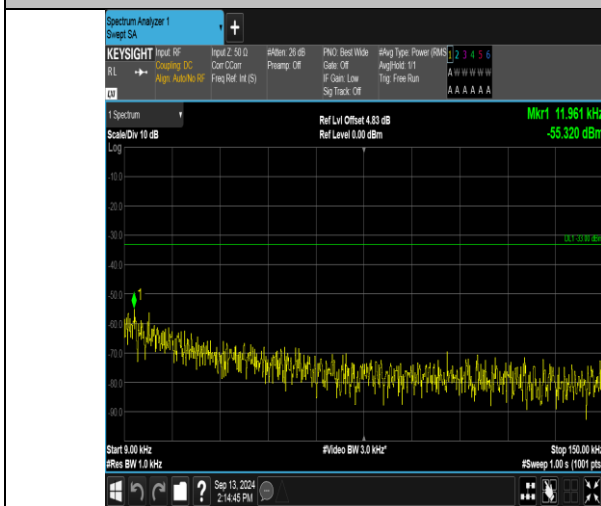 Spectrum Analyzer 1
Swept SA
+
KEYSIGHT Input: RF Input Z: 50 Ω #Atten: 26 dB PNO: Best Wide #Avg Type: Power (RMS 1 2 3 4 5 6
RL Coupling: DC Corr CCorr Preamp: Off Gate: Off Avg|Hold: 1/1 A W W W W W
Align: Auto/No RF Freq Ref: Int (S) IF Gain: Low Trig: Free Run
Sig Track: Off A A A A A A
1 Spectrum Ref Lvl Offset 4.83 dB Mkr1 11.961 kHz
Scale/Div 10 dB Ref Level 0.00 dBm -55.320 dBm
Log
-10.0
-20.0
-30.0
DL1 -33.00 dBm
-40.0
-50.0
1
-60.0
-70.0
-80.0
-90.0
Start 9.00 kHz #Video BW 3.0 kHz* Stop 150.00 kHz
#Res BW 1.0 kHz #Sweep 1.00 s (1001 pts
? Sep 13, 2024
2:14:45 PM